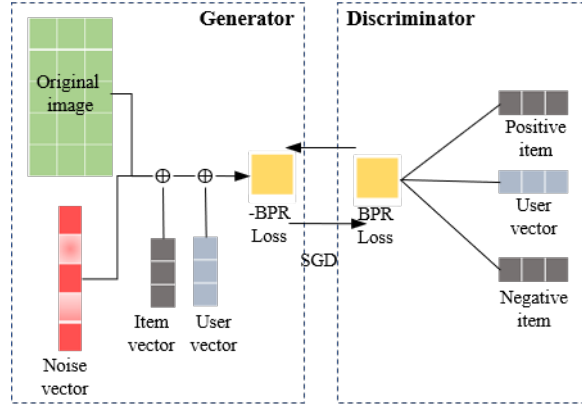 Generator
Discriminator
Original
image
Positive
item
-BPR
Loss
BPR
Loss
User
vector
SGD
Item
vector
User
vector
Negative
item
Noise
vector